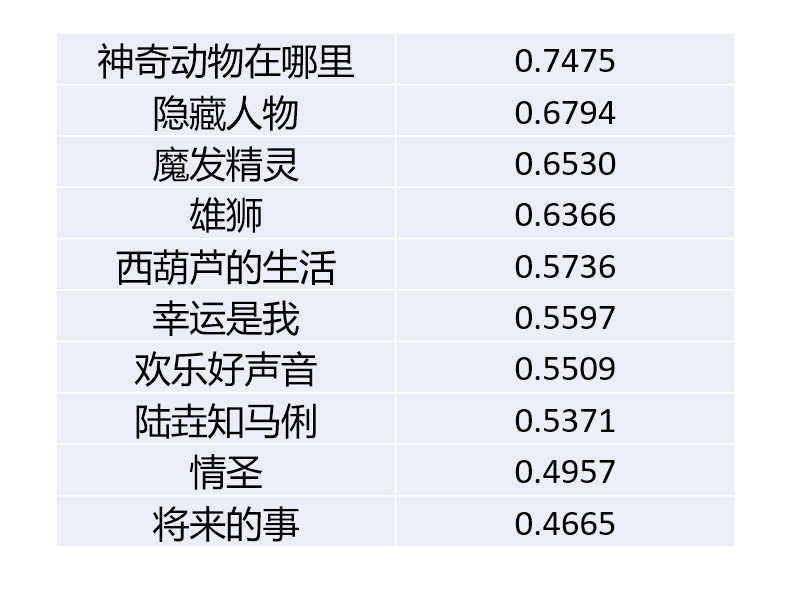 神奇动物在哪里 0.7475
隐藏人物 0.6794
魔发精灵 0.6530
雄狮 0.6366
西葫芦的生活 0.5736
幸运是我 0.5597
欢乐好声音 0.5509
陆垚知马俐 0.5371
情圣 0.4957
将来的事 0.4665